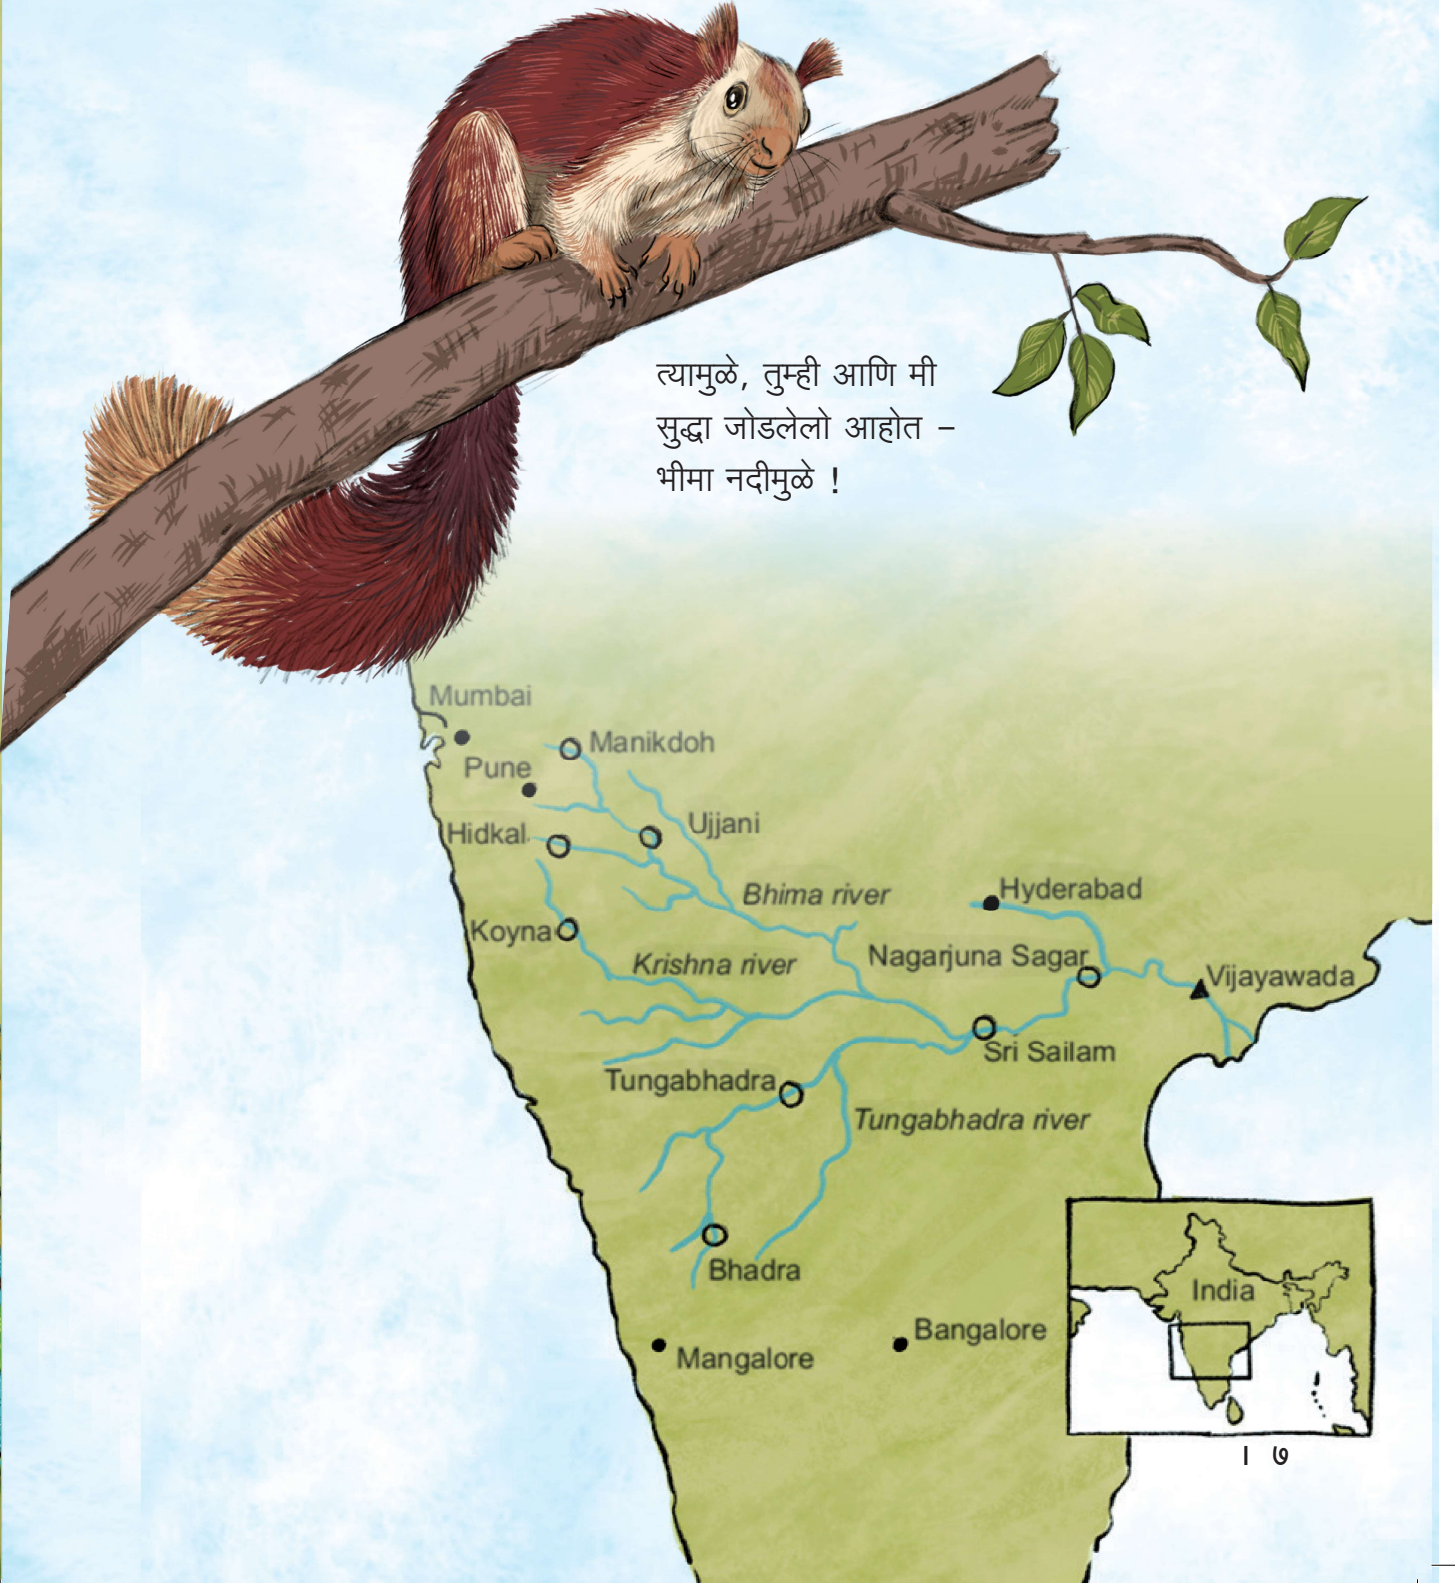 त्यामुळे, तुम्ही आणि मी
सुद्धा जोडलेलो आहोत –
भीमा नदीमुळे !
Mumbai
Manikdoh
Pune
Ujjani
Hidkal
Bhima river
Hyderabad
Koyna
Krishna river
Nagarjuna Sagar
Vijayawada
Sri Sailam
Tungabhadra
Tungabhadra river
Bhadra
India
Bangalore
Mangalore
। ७